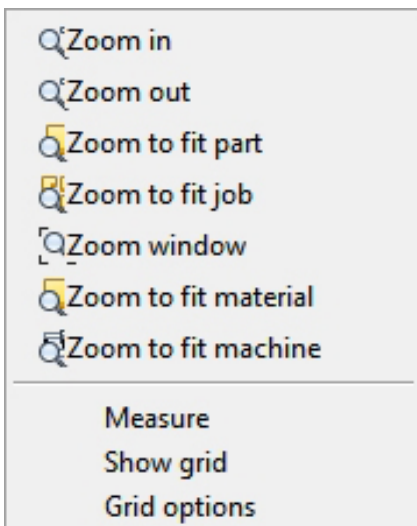 Zoom in
Zoom out
Zoom to fit part
Zoom to fit job
Zoom window
Zoom to fit material
Zoom to fit machine
Measure
Show grid
Grid options